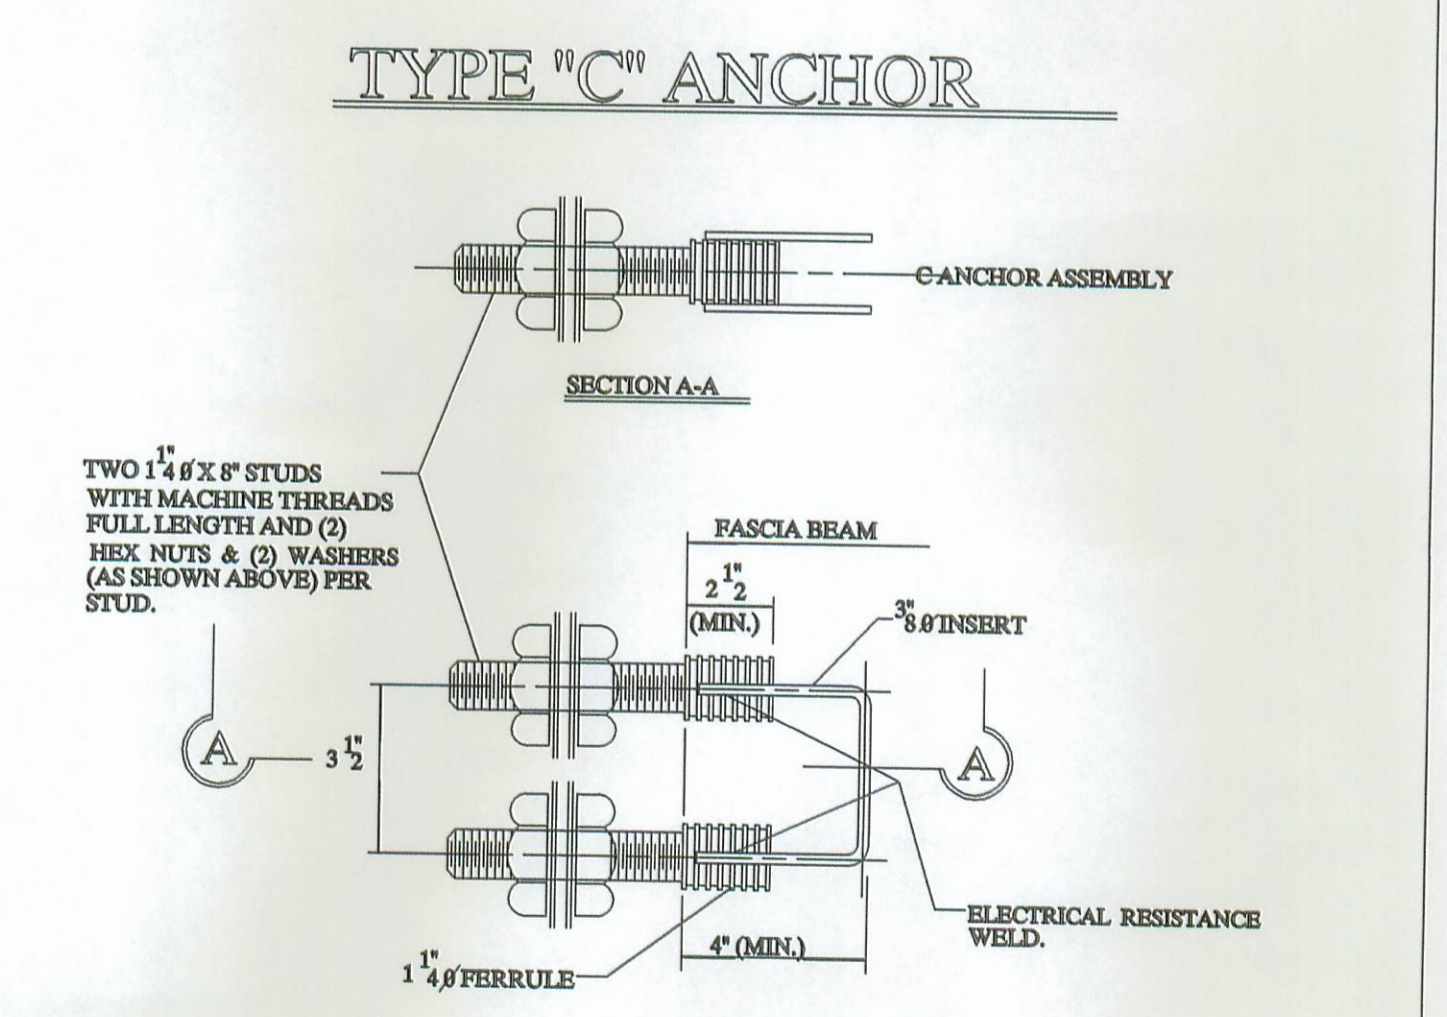 TYPE "C" ANCHOR
C ANCHOR ASSEMBLY
SECTION A-A
TWO 1 1/4" Ø X 8" STUDS
WITH MACHINE THREADS
FULL LENGTH AND (2)
HEX NUTS & (2) WASHERS
(AS SHOWN ABOVE) PER
STUD.
FASCIA BEAM
2 1/2"
(MIN.)
3/8" Ø INSERT
A
3 1/2"
A
ELECTRICAL RESISTANCE
WELD.
4" (MIN.)
1 1/4" Ø FERRULE